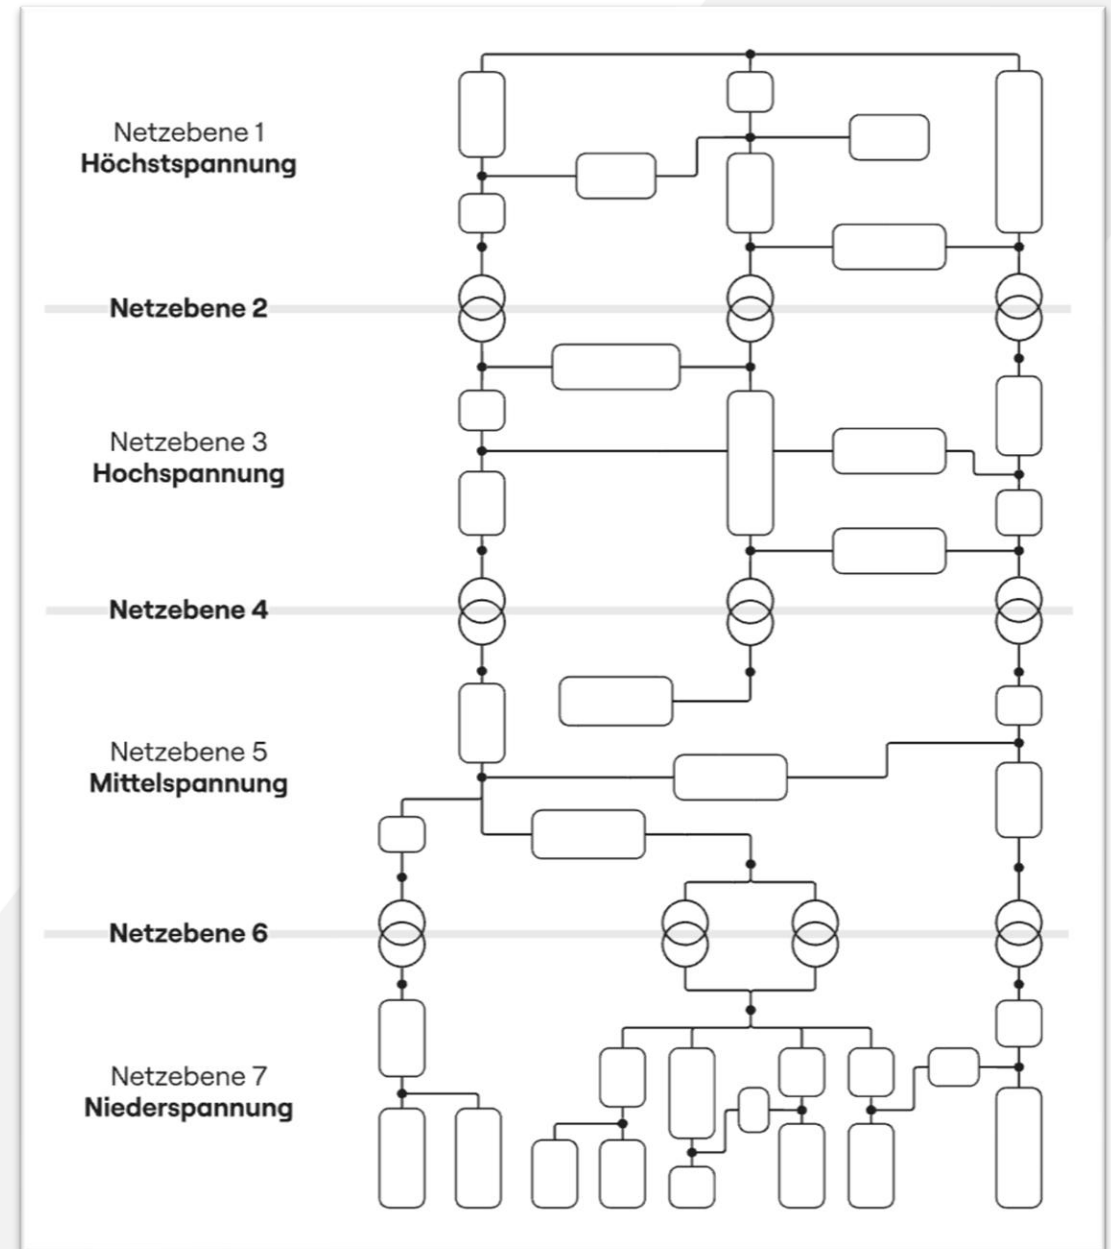 Netzebene 1
Höchstspannung
Netzebene 2
Netzebene 3
Hochspannung
Netzebene 4
Netzebene 5
Mittelspannung
Netzebene 6
Netzebene 7
Niederspannung